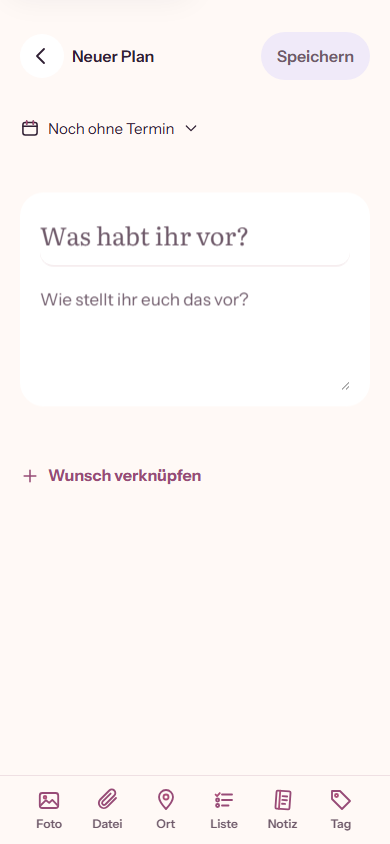 Neuer Plan
Speichern
Noch ohne Termin
Was habt ihr vor?
Wie stellt ihr euch das vor?
Wunsch verknüpfen
Foto
Datei
Ort
Liste
Notiz
Tag